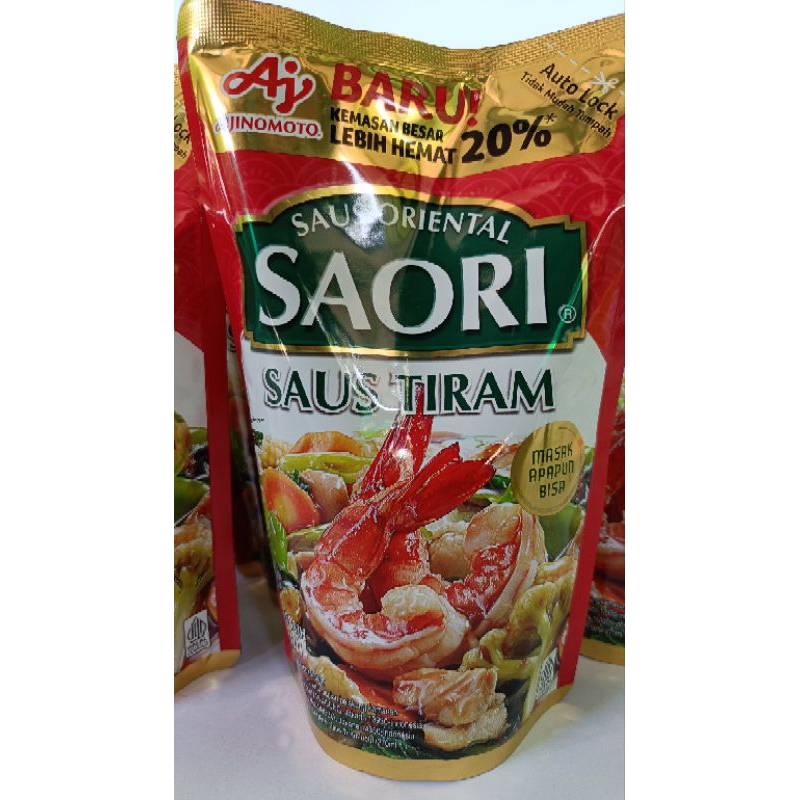 Aj
AJINOMOTO.
BARU!
KEMASAN BESAR
LEBIH HEMAT 20%*
Auto Lock
Tidak Mudah Tumpah
SAUS ORIENTAL
SAORI®
SAUS TIRAM
MASAK
APAPUN
BISA